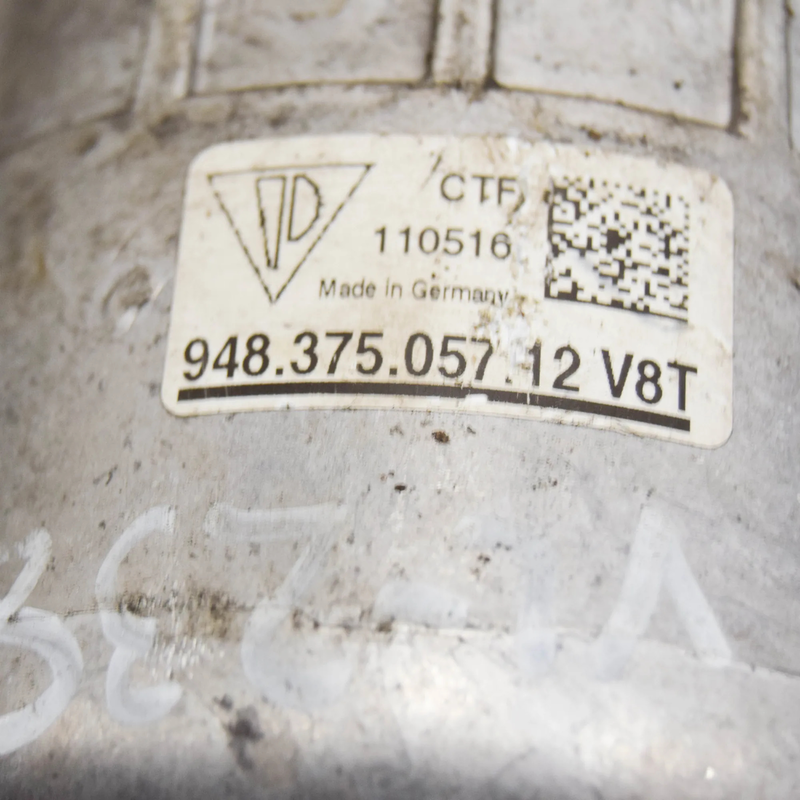 CTF
110516
Made in Germany
948.375.057.12 V8T